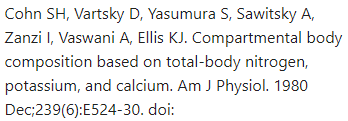 Cohn SH, Vartsky D, Yasumura S, Sawitsky A,
Zanzi I, Vaswani A, Ellis KJ. Compartmental body
composition based on total-body nitrogen,
potassium, and calcium. Am J Physiol. 1980
Dec;239(6):E524-30. doi: